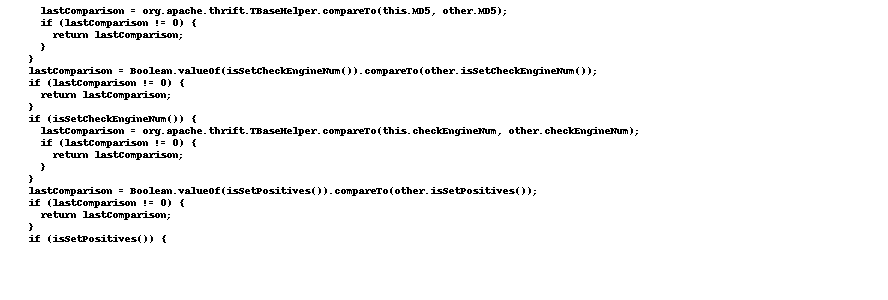 lastComparison = org.apache.thrift.TBaseHelper.compareTo(this.MD5, other.MD5);
      if (lastComparison != 0) {
        return lastComparison;
      }
    }
    lastComparison = Boolean.valueOf(isSetCheckEngineNum()).compareTo(other.isSetCheckEngineNum());
    if (lastComparison != 0) {
      return lastComparison;
    }
    if (isSetCheckEngineNum()) {
      lastComparison = org.apache.thrift.TBaseHelper.compareTo(this.checkEngineNum, other.checkEngineNum);
      if (lastComparison != 0) {
        return lastComparison;
      }
    }
    lastComparison = Boolean.valueOf(isSetPositives()).compareTo(other.isSetPositives());
    if (lastComparison != 0) {
      return lastComparison;
    }
    if (isSetPositives()) {